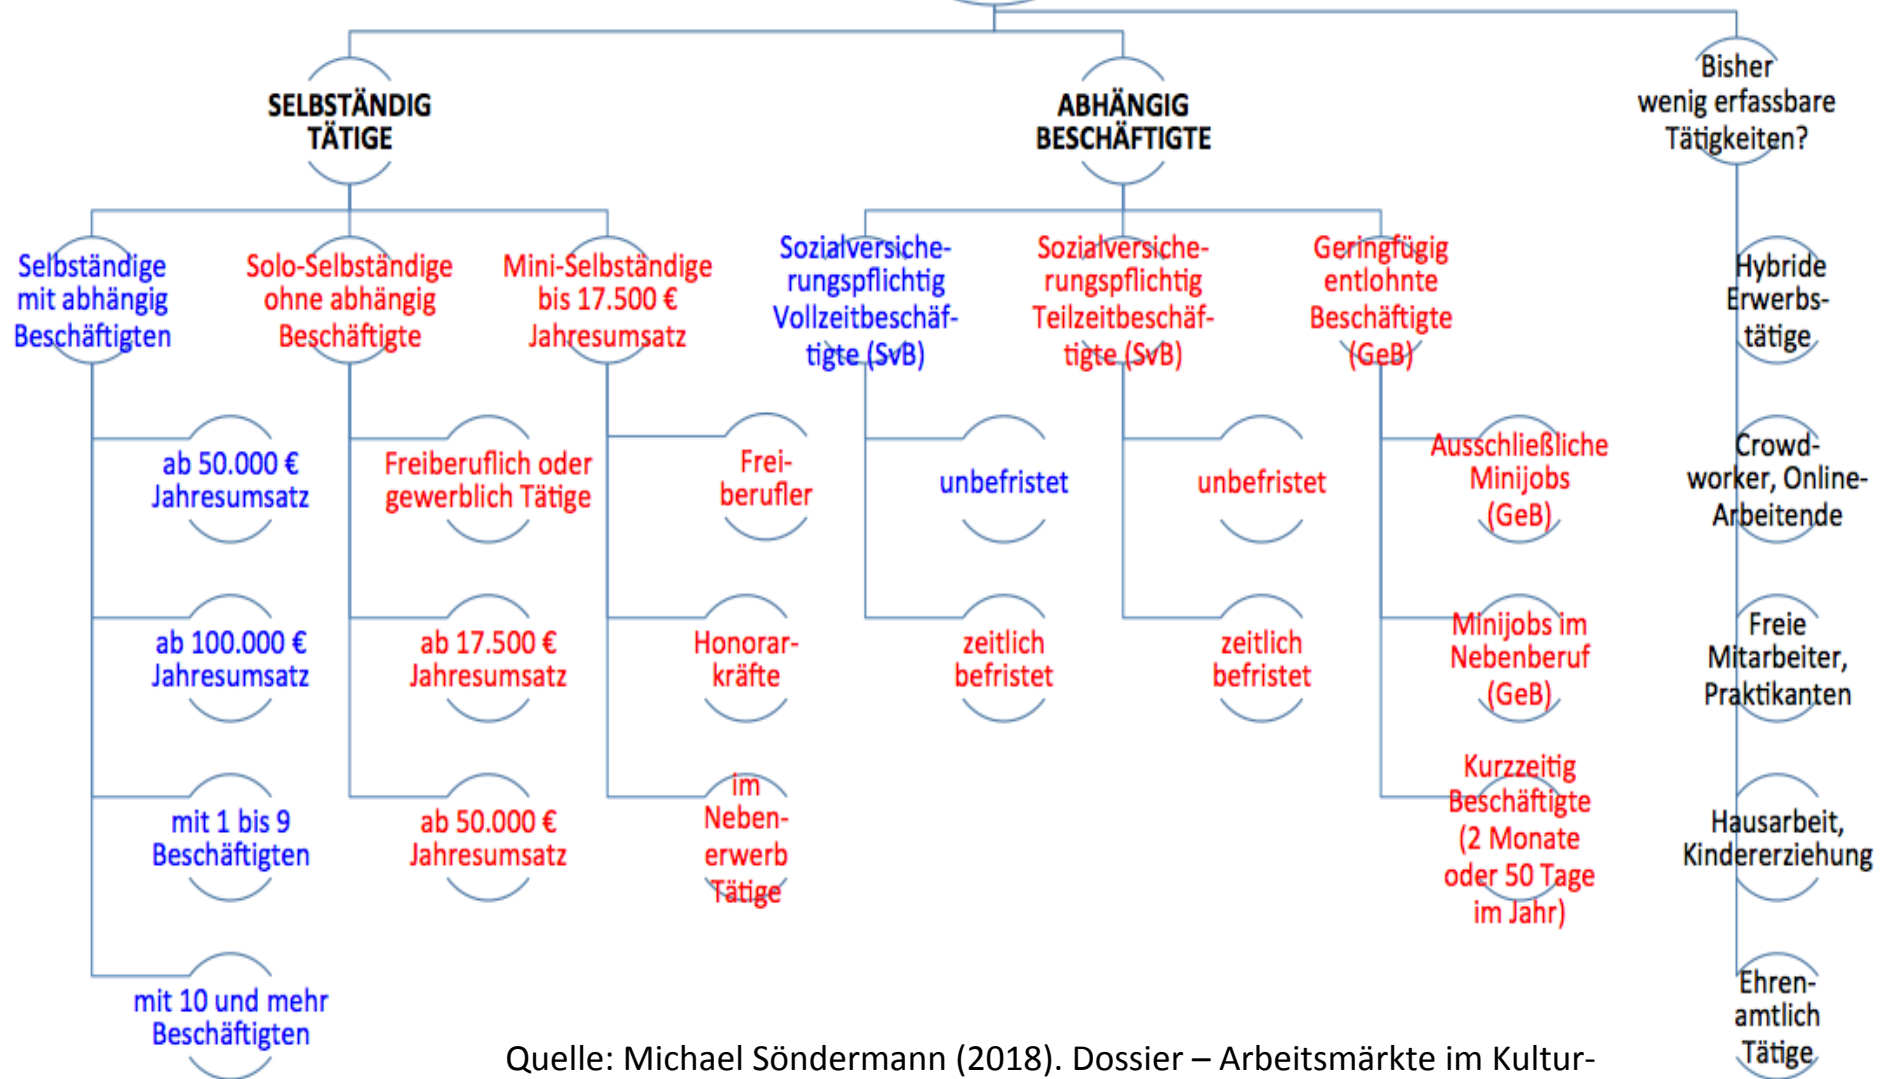 SELBSTÄNDIG
TÄTIGE
ABHÄNGIG
BESCHÄFTIGTE
Bisher
wenig erfassbare
Tätigkeiten?
Selbständige
mit abhängig
Beschäftigten
Solo-Selbständige
ohne abhängig
Beschäftigte
Mini-Selbständige
bis 17.500 €
Jahresumsatz
Sozialversiche-
rungspflichtig
Vollzeitbeschäf-
tigte (SvB)
Sozialversiche-
rungspflichtig
Teilzeitbeschäf-
tigte (SvB)
Geringfügig
entlohnte
Beschäftigte
(GeB)
Hybride
Erwerbs-
tätige
ab 50.000 €
Jahresumsatz
Freiberuflich oder
gewerblich Tätige
Frei-
berufler
unbefristet
unbefristet
Ausschließliche
Minijobs
(GeB)
Crowd-
worker, Online-
Arbeitende
ab 100.000 €
Jahresumsatz
ab 17.500 €
Jahresumsatz
Honorar-
kräfte
zeitlich
befristet
zeitlich
befristet
Minijobs im
Nebenberuf
(GeB)
Freie
Mitarbeiter,
Praktikanten
mit 1 bis 9
Beschäftigten
ab 50.000 €
Jahresumsatz
im
Neben-
erwerb
Tätige
Kurzzeitig
Beschäftigte
(2 Monate
oder 50 Tage
im Jahr)
Hausarbeit,
Kindererziehung
mit 10 und mehr
Beschäftigten
Ehren-
amtlich
Tätige
Quelle: Michael Söndermann (2018). Dossier – Arbeitsmärkte im Kultur-